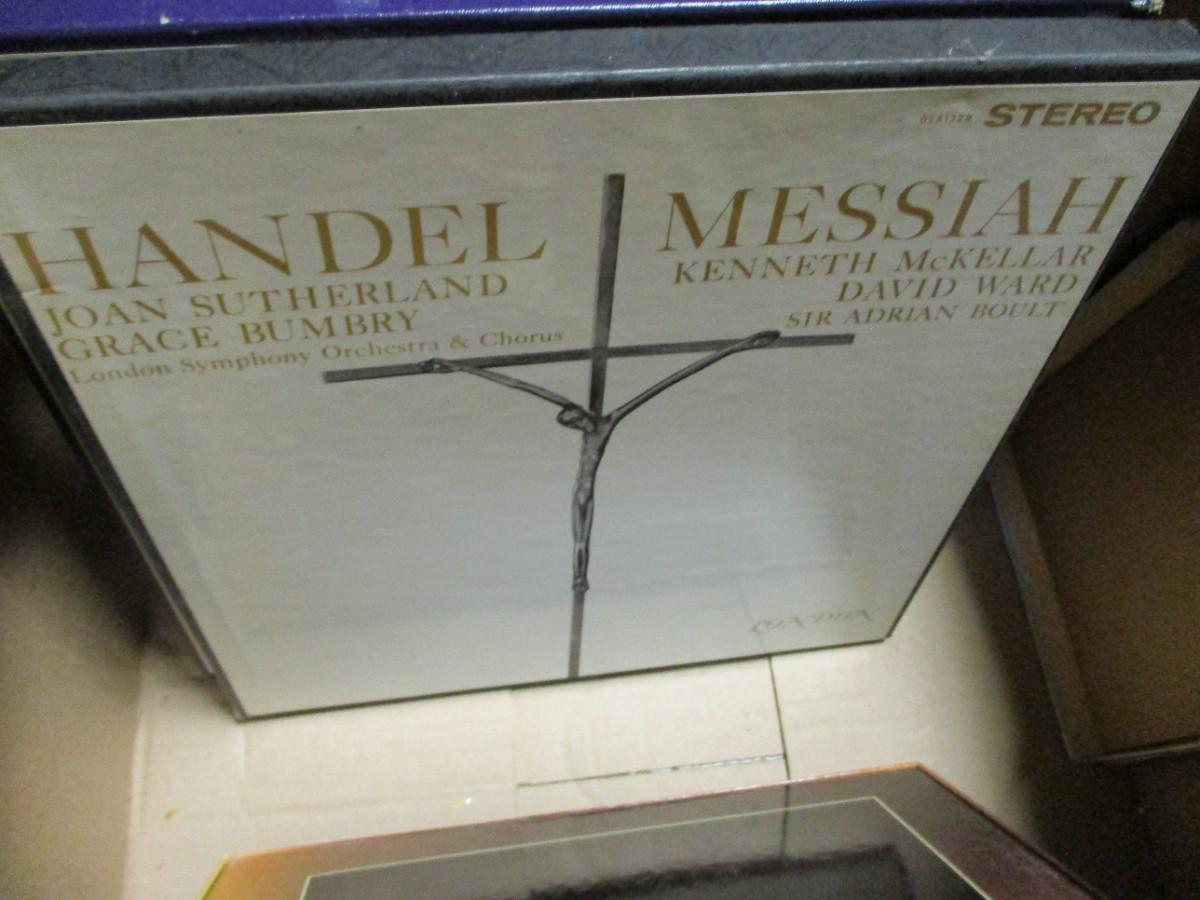 OSA1329 STEREO
HANDEL
JOAN SUTHERLAND
GRACE BUMBRY
London Symphony Orchestra & Chorus
MESSIAH
KENNETH McKELLAR
DAVID WARD
SIR ADRIAN BOULT
LONDON